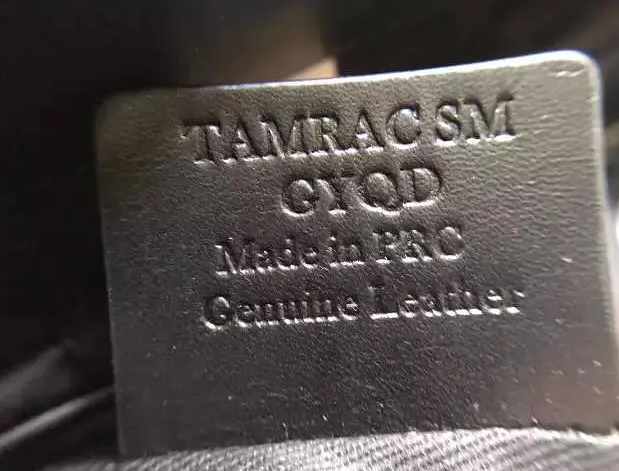 TAMRAC SM
GYQD
Made in PRC
Genuine Leather